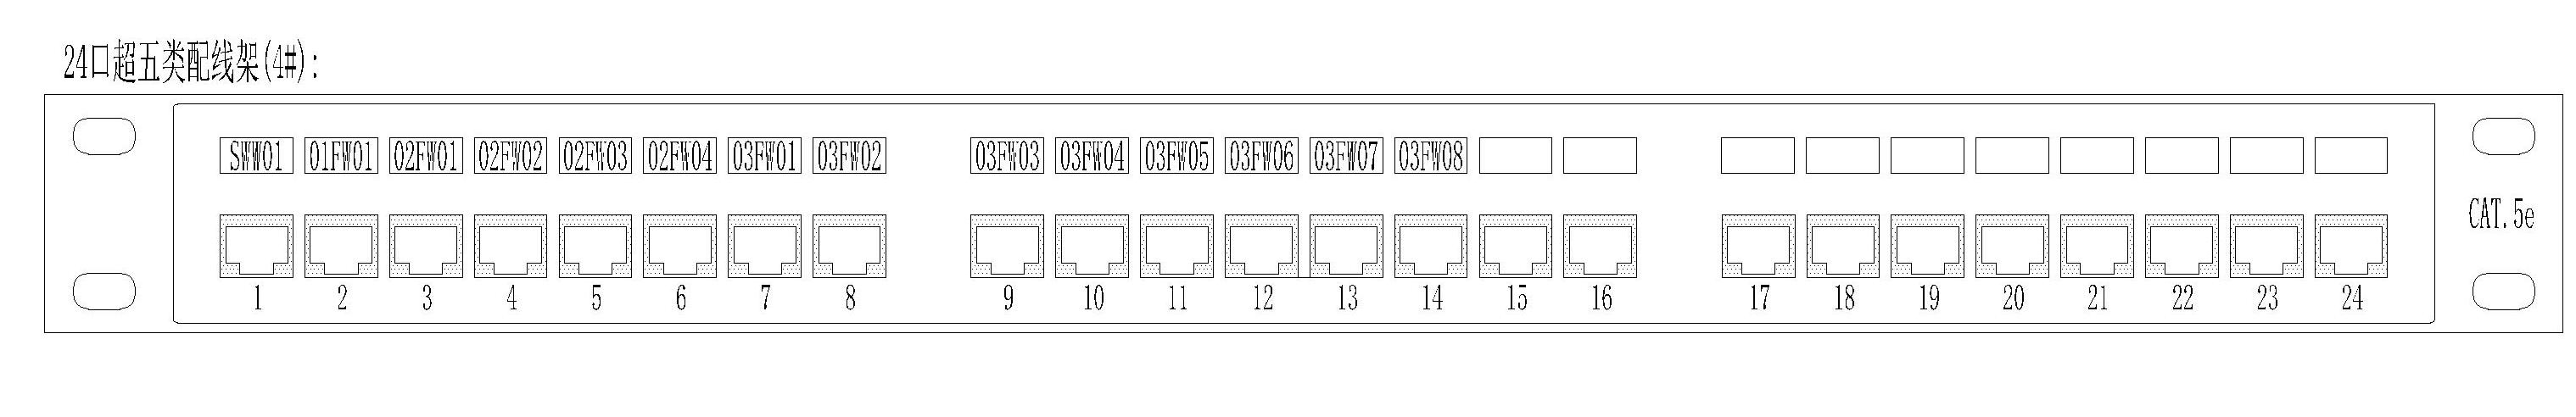 24口超五类配线架(4#):
SWW01 01FW01 02FW01 02FW02 02FW03 02FW04 03FW01 03FW02 03FW03 03FW04 03FW05 03FW06 03FW07 03FW08
CAT.5e
1 2 3 4 5 6 7 8 9 10 11 12 13 14 15 16 17 18 19 20 21 22 23 24